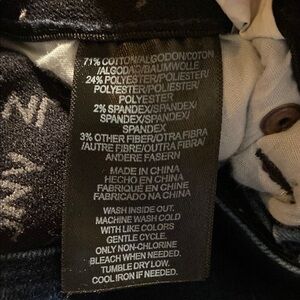 71% COTTON/ALGODON/COTON
/ALGODAO/BAUMWOLLE
24% POLYESTER/POLIESTER/
POLYESTER/POLIESTER/
POLYESTER
2% SPANDEX/SPANDEX/
SPANDEX/SPANDEX/
SPANDEX
3% OTHER FIBER/OTRA FIBRA
/AUTRE FIBRE/OUTRA FIBRA/
ANDERE FASERN
MADE IN CHINA
HECHO EN CHINA
FABRIQUÉ EN CHINE
FABRICADO NA CHINA
WASH INSIDE OUT.
MACHINE WASH COLD
WITH LIKE COLORS
GENTLE CYCLE.
ONLY NON-CHLORINE
BLEACH WHEN NEEDED.
TUMBLE DRY LOW.
COOL IRON IF NEEDED.